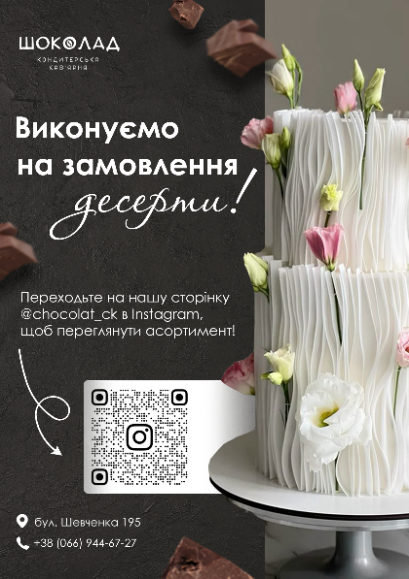 ШОКОЛАД
КОНДИТЕРСЬКА
КАВ'ЯРНЯ
Виконуємо
на замовлення
десерти!
Переходьте на нашу сторінку
@chocolat_ck в Instagram,
щоб переглянути асортимент!
бул. Шевченка 195
+38 (066) 944-67-27